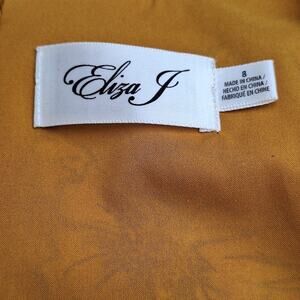 Eliza J
8
MADE IN CHINA /
HECHO EN CHINA /
FABRIQUÉ EN CHINE